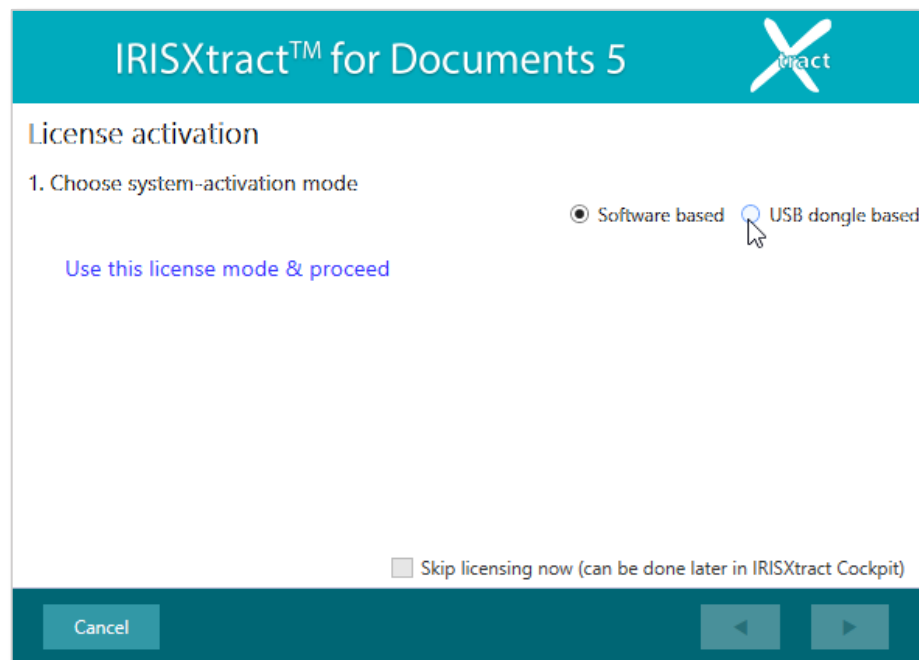 IRISXtract™ for Documents 5
Xtract
License activation
1. Choose system-activation mode
Software based USB dongle based
Use this license mode & proceed
Skip licensing now (can be done later in IRISXtract Cockpit)
Cancel